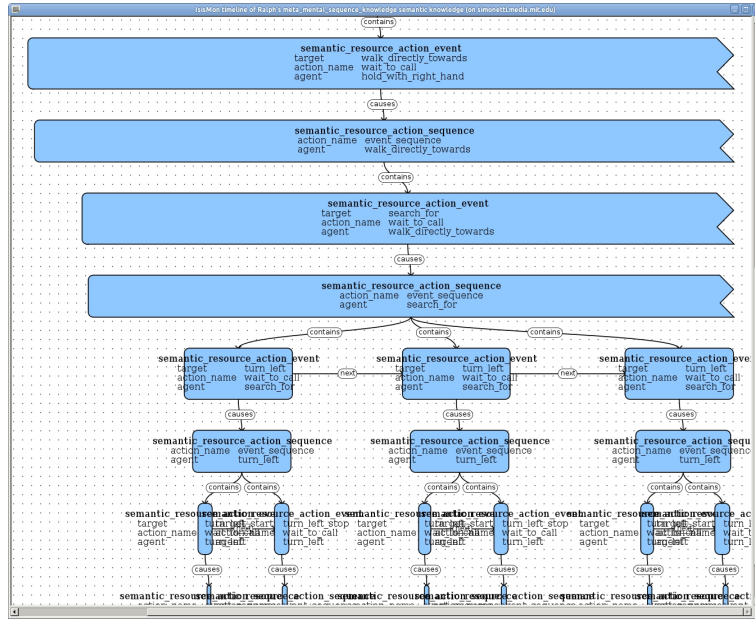 IsisMon timeline of Ralph's meta_mental_sequence_knowledge semantic knowledge (on simonetti.media.mit.edu)
contains
semantic_resource_action_event
target walk_directly_towards
action_name wait_to_call
agent hold_with_right_hand
causes
semantic_resource_action_sequence
action_name event_sequence
agent walk_directly_towards
contains
semantic_resource_action_event
target search_for
action_name wait_to_call
agent walk_directly_towards
causes
semantic_resource_action_sequence
action_name event_sequence
agent search_for
contains contains contains
semantic_resource_action_event semantic_resource_action_event semantic_resource_action_eve
target turn_left target turn_left target turn_left
next next
action_name wait_to_call action_name wait_to_call action_name wait_to_call
agent search_for agent search_for agent search_for
causes causes causes
semantic_resource_action_sequence semantic_resource_action_sequence semantic_resource_action_sequ
action_name event_sequence action_name event_sequence action_name event_sequence
agent turn_left agent turn_left agent turn_left
contains contains contains contains contains contains
target turn_left_stop target turn_left_stop target
action_name wait_to_call action_name wait_to_call action_name
agent turn_left agent turn_left agent
causes causes causes causes causes causes